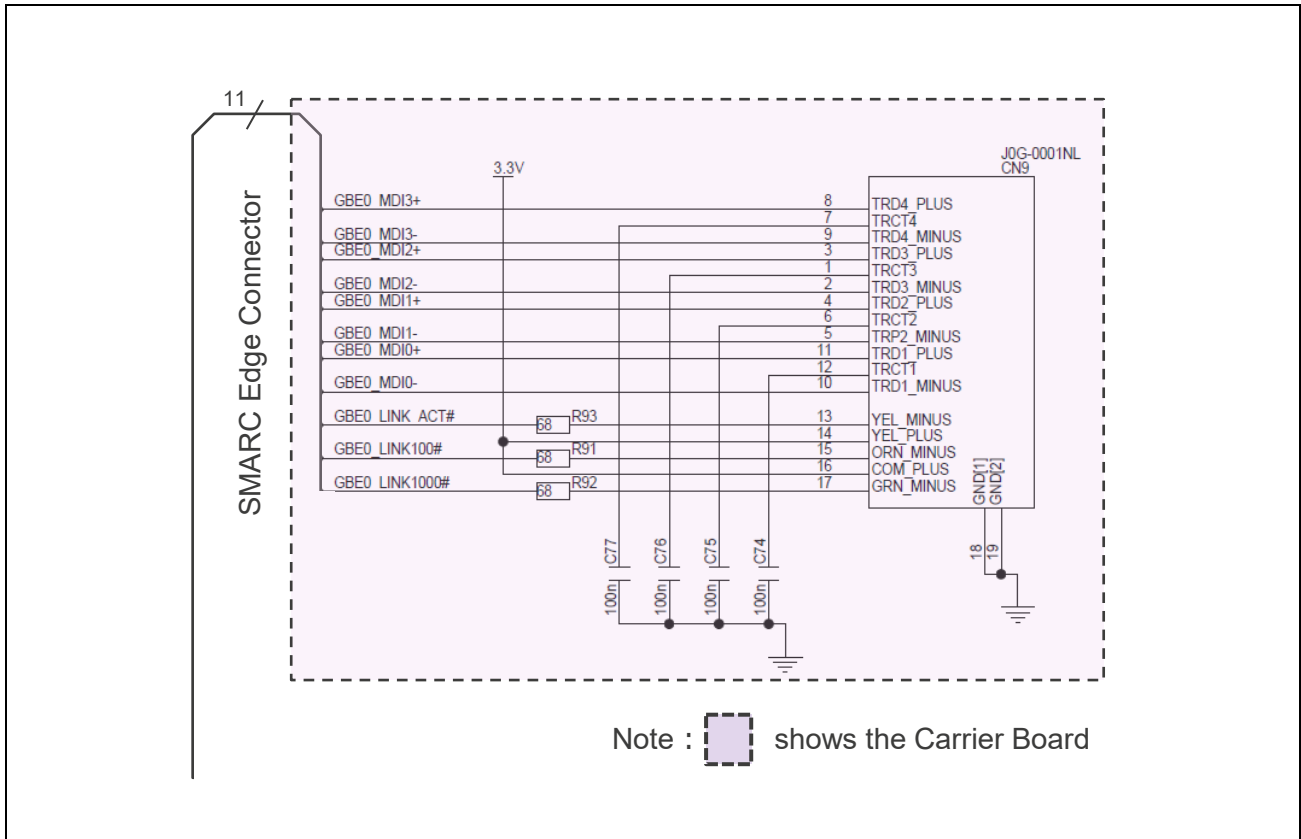 11
J0G-0001NL
CN9
3.3V
SMARC Edge Connector
GBE0_MDI3+ 8 TRD4_PLUS
7 TRCT4
GBE0_MDI3- 9 TRD4_MINUS
GBE0_MDI2+ 3 TRD3_PLUS
1 TRCT3
GBE0_MDI2- 2 TRD3_MINUS
GBE0_MDI1+ 4 TRD2_PLUS
6 TRCT2
GBE0_MDI1- 5 TRP2_MINUS
GBE0_MDI0+ 11 TRD1_PLUS
12 TRCT1
GBE0_MDI0- 10 TRD1_MINUS
GBE0_LINK_ACT# 68 R93 13 YEL_MINUS
14 YEL_PLUS
GBE0_LINK100# 68 R91 15 ORN_MINUS
16 COM_PLUS
GBE0_LINK1000# 68 R92 17 GRN_MINUS
GND[1]
GND[2]
18
19
C77 C76 C75 C74
100n 100n 100n 100n
Note : shows the Carrier Board